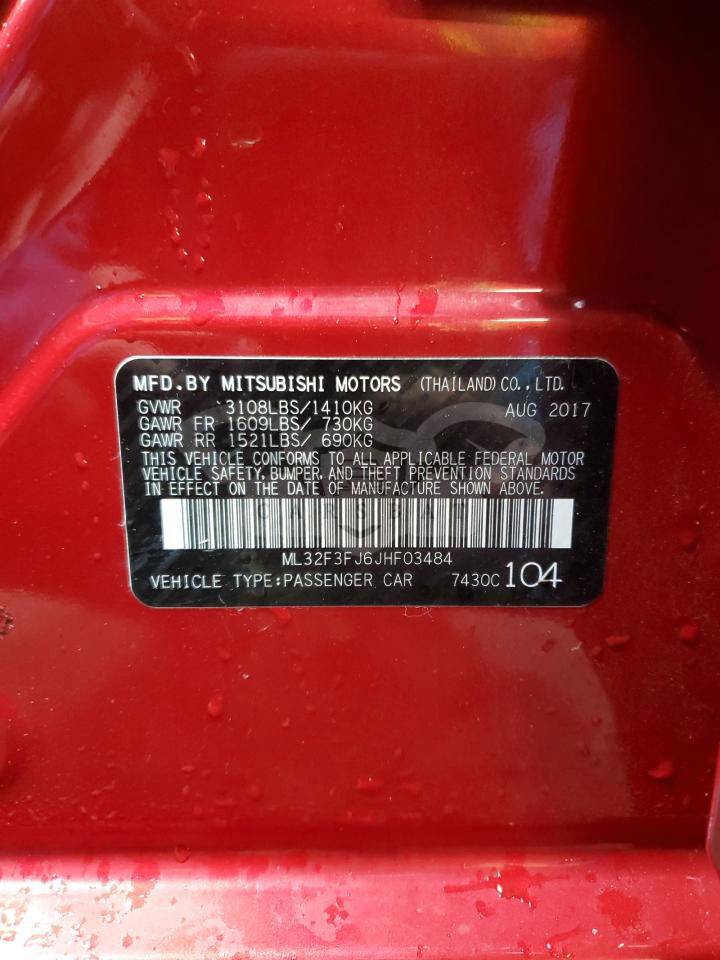 MFD.BY MITSUBISHI MOTORS (THAILAND) CO., LTD.
GVWR 3108LBS/1410KG AUG 2017
GAWR FR 1609LBS/ 730KG
GAWR RR 1521LBS/ 690KG
THIS VEHICLE CONFORMS TO ALL APPLICABLE FEDERAL MOTOR
VEHICLE SAFETY, BUMPER, AND THEFT PREVENTION STANDARDS
IN EFFECT ON THE DATE OF MANUFACTURE SHOWN ABOVE.
ML32F3FJ6JHF03484
VEHICLE TYPE:PASSENGER CAR 7430C 104